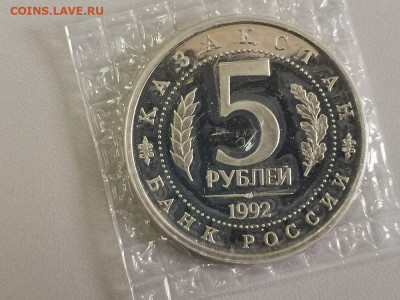 COINS.LAVE.RU
КАЗАКСТАН
5
РУБЛЕЙ
1992
БАНК РОССИИ